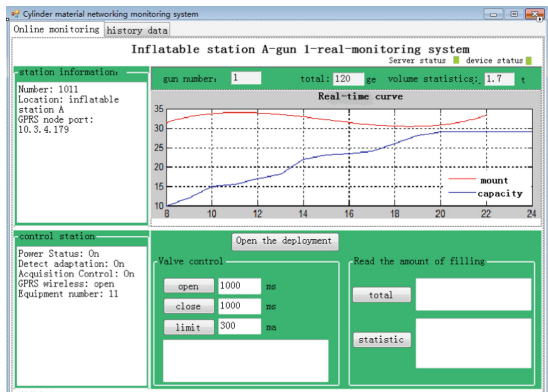 Cylinder material networking monitoring system
Online monitoring history data
Inflatable station A-gun 1-real-monitoring system
Server status device status
station information:
Number: 1011
Location: inflatable
station A
GPRS node port:
10.3.4.179
gun number: 1 total: 120 ge volume statistics: 1.7 t
Real-time curve
35
30
25
20
15
10
8 10 12 14 16 18 20 22 24
mount
capacity
control station
Power Status: On
Detect adaptation: On
Acquisition Control: On
GPRS wireless: open
Equipment number: 11
Open the deployment
Valve control
open 1000 ms
close 1000 ms
limit 300 ma
Read the amount of filling
total
statistic